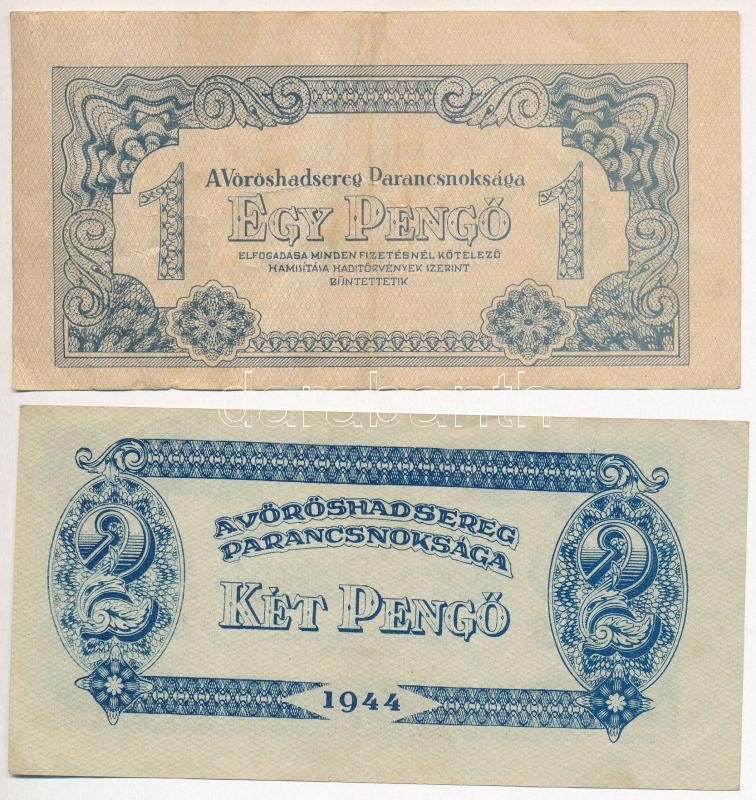 1
AVöröshadsereg Parancsnoksága
EGY PENGŐ
1
ELFOGADÁSA MINDEN FIZETÉSNÉL KÖTELEZŐ
HAMISÍTÁSA HADITÖRVÉNYEK SZERINT
BÜNTETTETIK
darabanth
2
A VÖRÖSHADSEREG
PARANCSNOKSÁGA
KÉT PENGŐ
2
1944